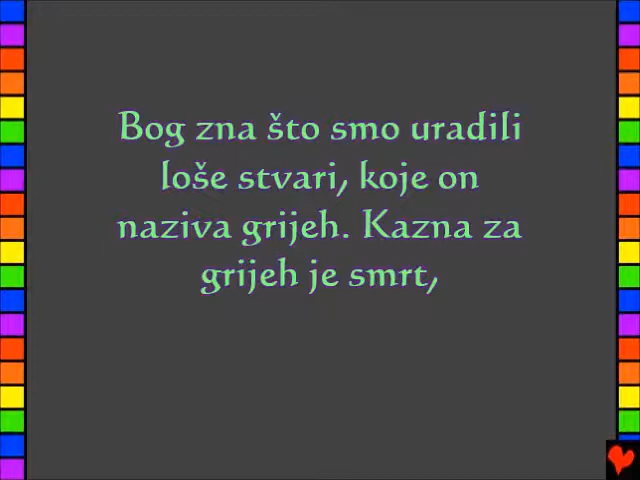 Bog zna što smo uradili
loše stvari, koje on
naziva grijeh. Kazna za
grijeh je smrt,